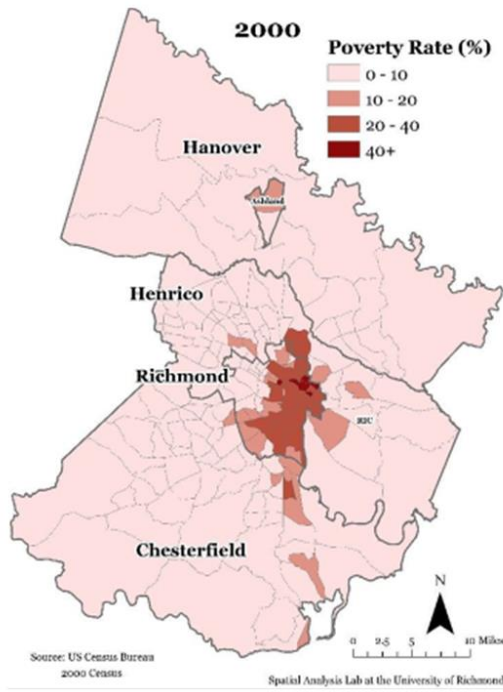 2000
Poverty Rate (%)
0 - 10
10 - 20
20 - 40
40+
Hanover
Ashland
Henrico
Richmond
RIC
Chesterfield
N
0 2.5 5 10 Miles
Source: US Census Bureau
2000 Census
Spatial Analysis Lab at the University of Richmond